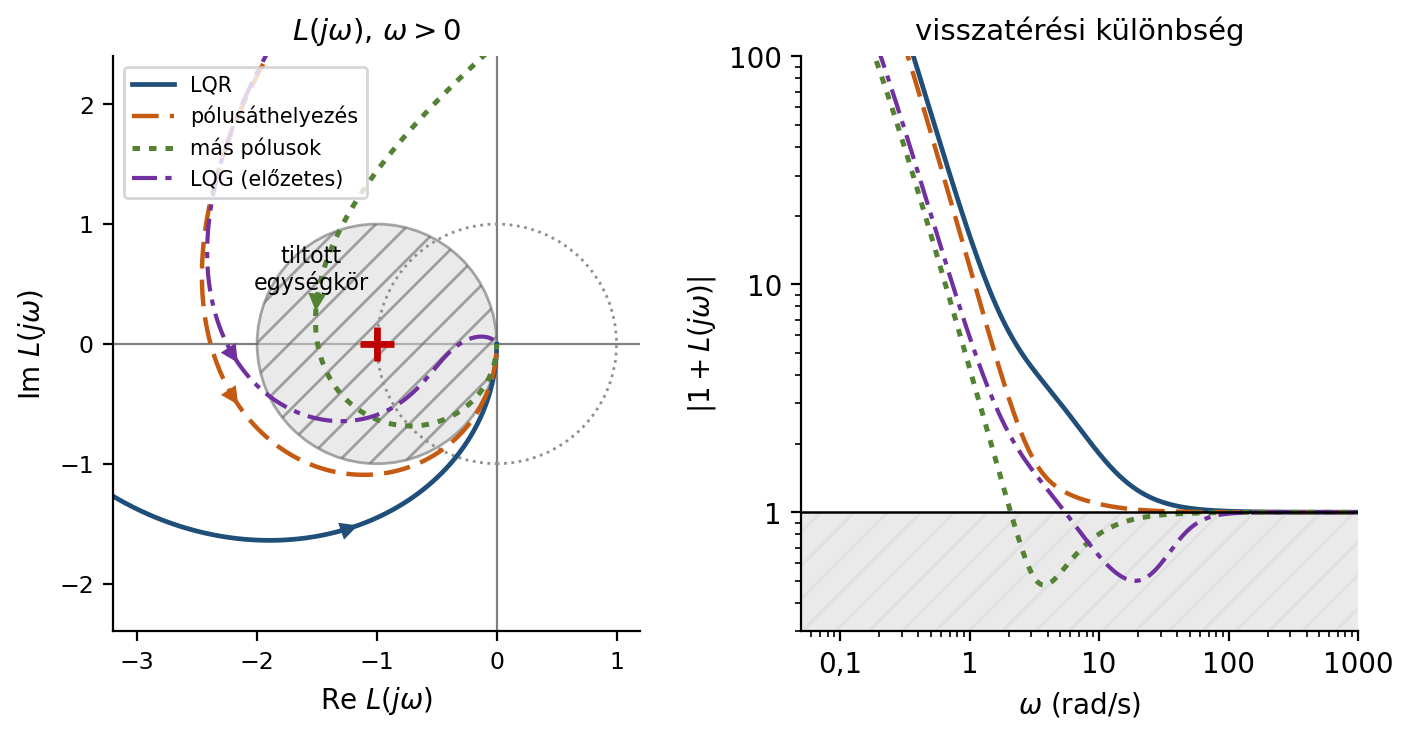 L(jω), ω > 0
LQR
pólusáthelyezés
más pólusok
LQG (előzetes)
tiltott
egységkör
2
1
0
−1
−2
Im L(jω)
−3
−2
−1
0
1
Re L(jω)
visszatérési különbség
100
10
1
|1 + L(jω)|
0,1
1
10
100
1000
ω (rad/s)